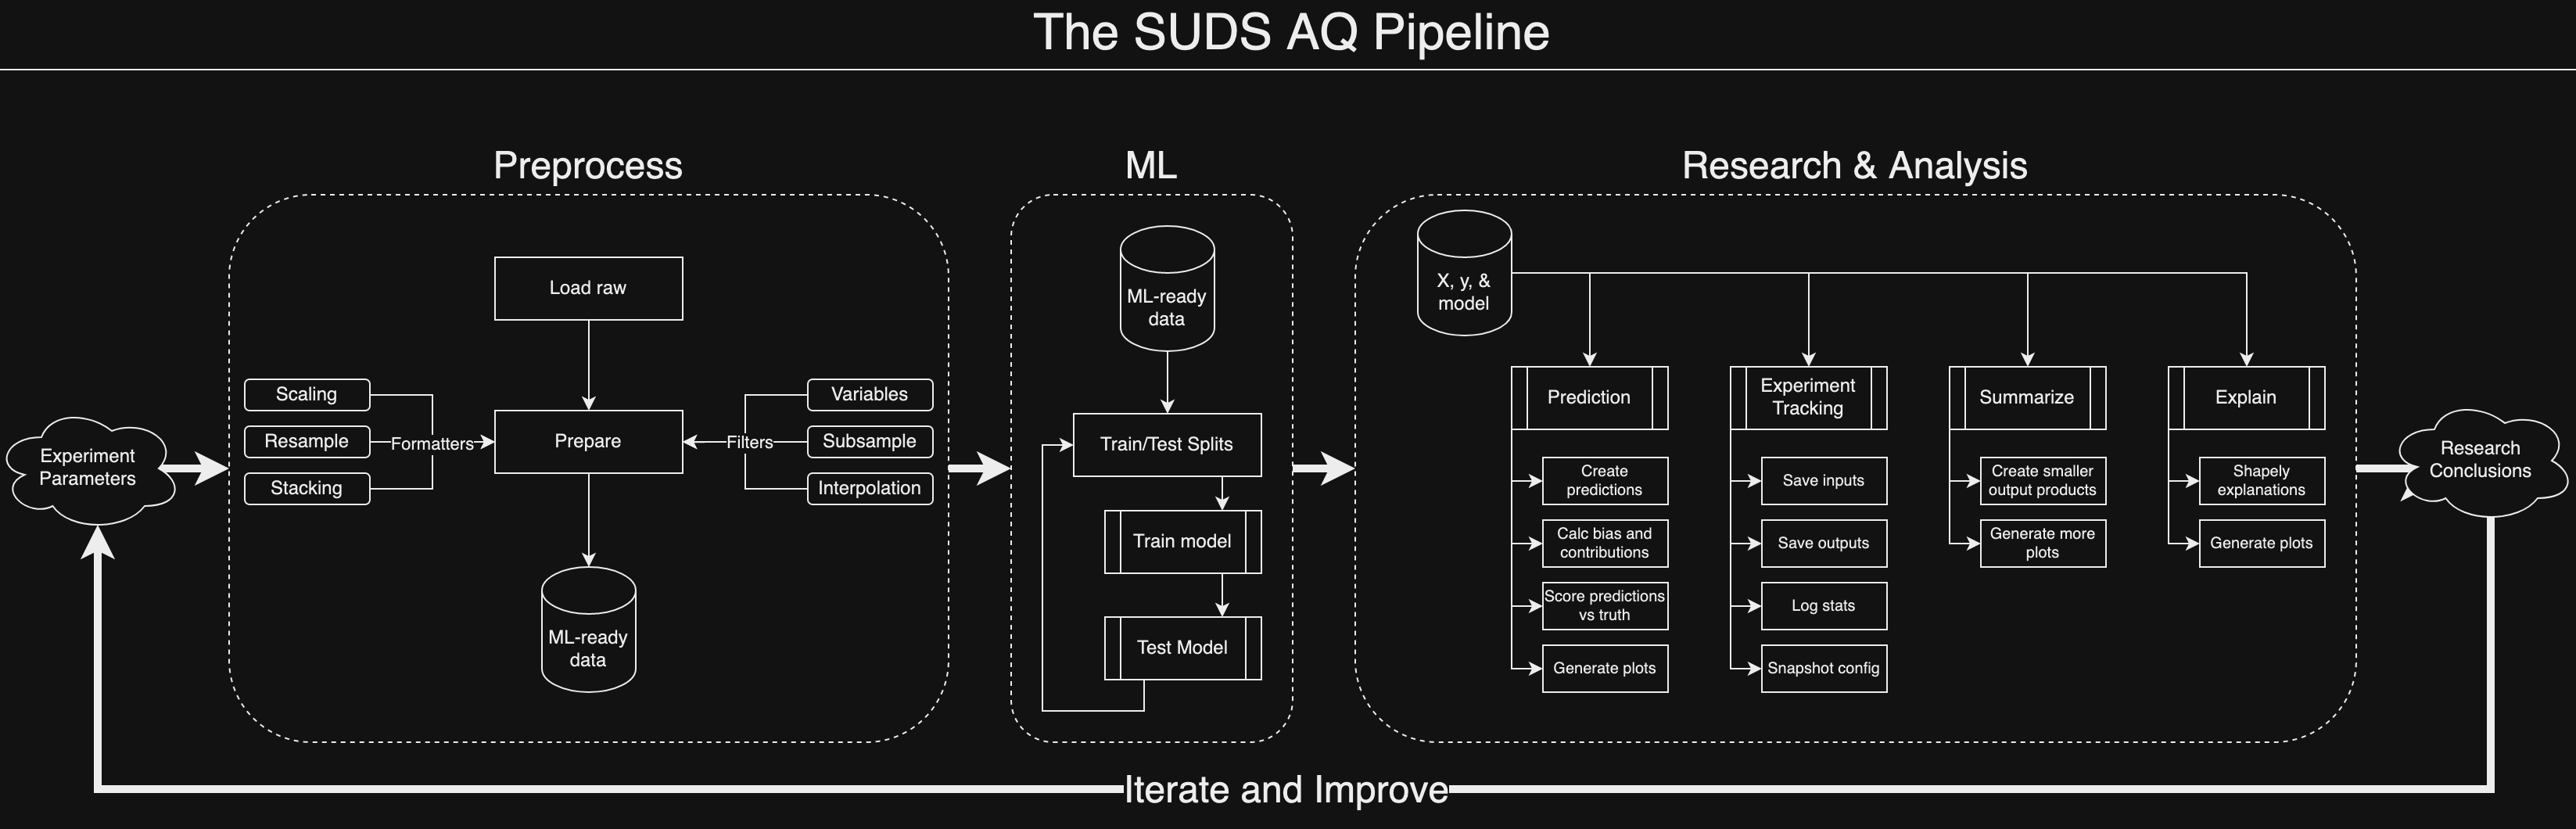 The SUDS AQ Pipeline
Preprocess
ML
Research & Analysis
Experiment
Parameters
Load raw
Scaling
Resample
Stacking
Formatters
Prepare
Filters
Variables
Subsample
Interpolation
ML-ready
data
ML-ready
data
Train/Test Splits
Train model
Test Model
X, y, &
model
Prediction
Create
predictions
Calc bias and
contributions
Score predictions
vs truth
Generate plots
Experiment
Tracking
Save inputs
Save outputs
Log stats
Snapshot config
Summarize
Create smaller
output products
Generate more
plots
Explain
Shapely
explanations
Generate plots
Research
Conclusions
Iterate and Improve